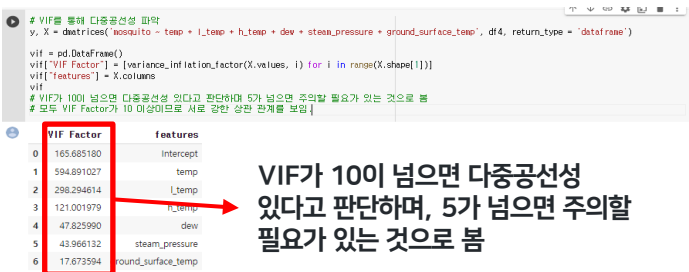 # VIF를 통해 다중공선성 파악
y, X = dmatrices('mosquito ~ temp + l_temp + h_temp + dew + steam_pressure + ground_surface_temp', df4, return_type = 'dataframe')
vif = pd.DataFrame()
vif["VIF Factor"] = [variance_inflation_factor(X.values, i) for i in range(X.shape[1])]
vif["features"] = X.columns
vif
# VIF가 10이 넘으면 다중공선성 있다고 판단하며 5가 넘으면 주의할 필요가 있는 것으로 봄
# 모두 VIF Factor가 10 이상이므로 서로 강한 상관 관계를 보임.
VIF Factor features
0 165.685180 Intercept
1 594.891027 temp
2 298.294614 l_temp
3 121.001979 h_temp
4 47.825990 dew
5 43.966132 steam_pressure
6 17.673594 round_surface_temp
VIF가 10이 넘으면 다중공선성
있다고 판단하며, 5가 넘으면 주의할
필요가 있는 것으로 봄